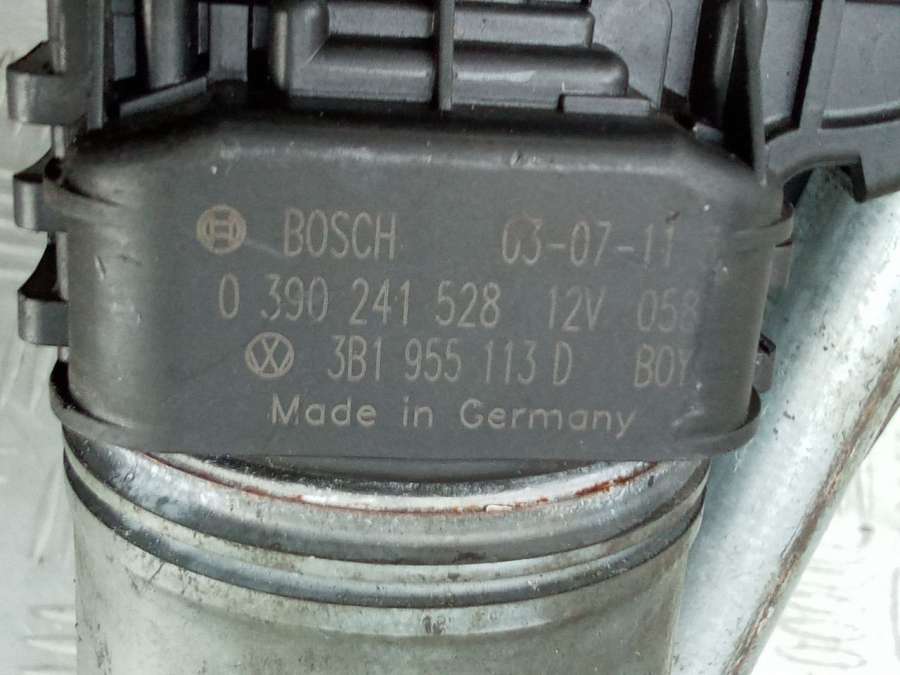 BOSCH 03-07-11
0 390 241 528 12V 058
3B1 955 113 D BOY
Made in Germany